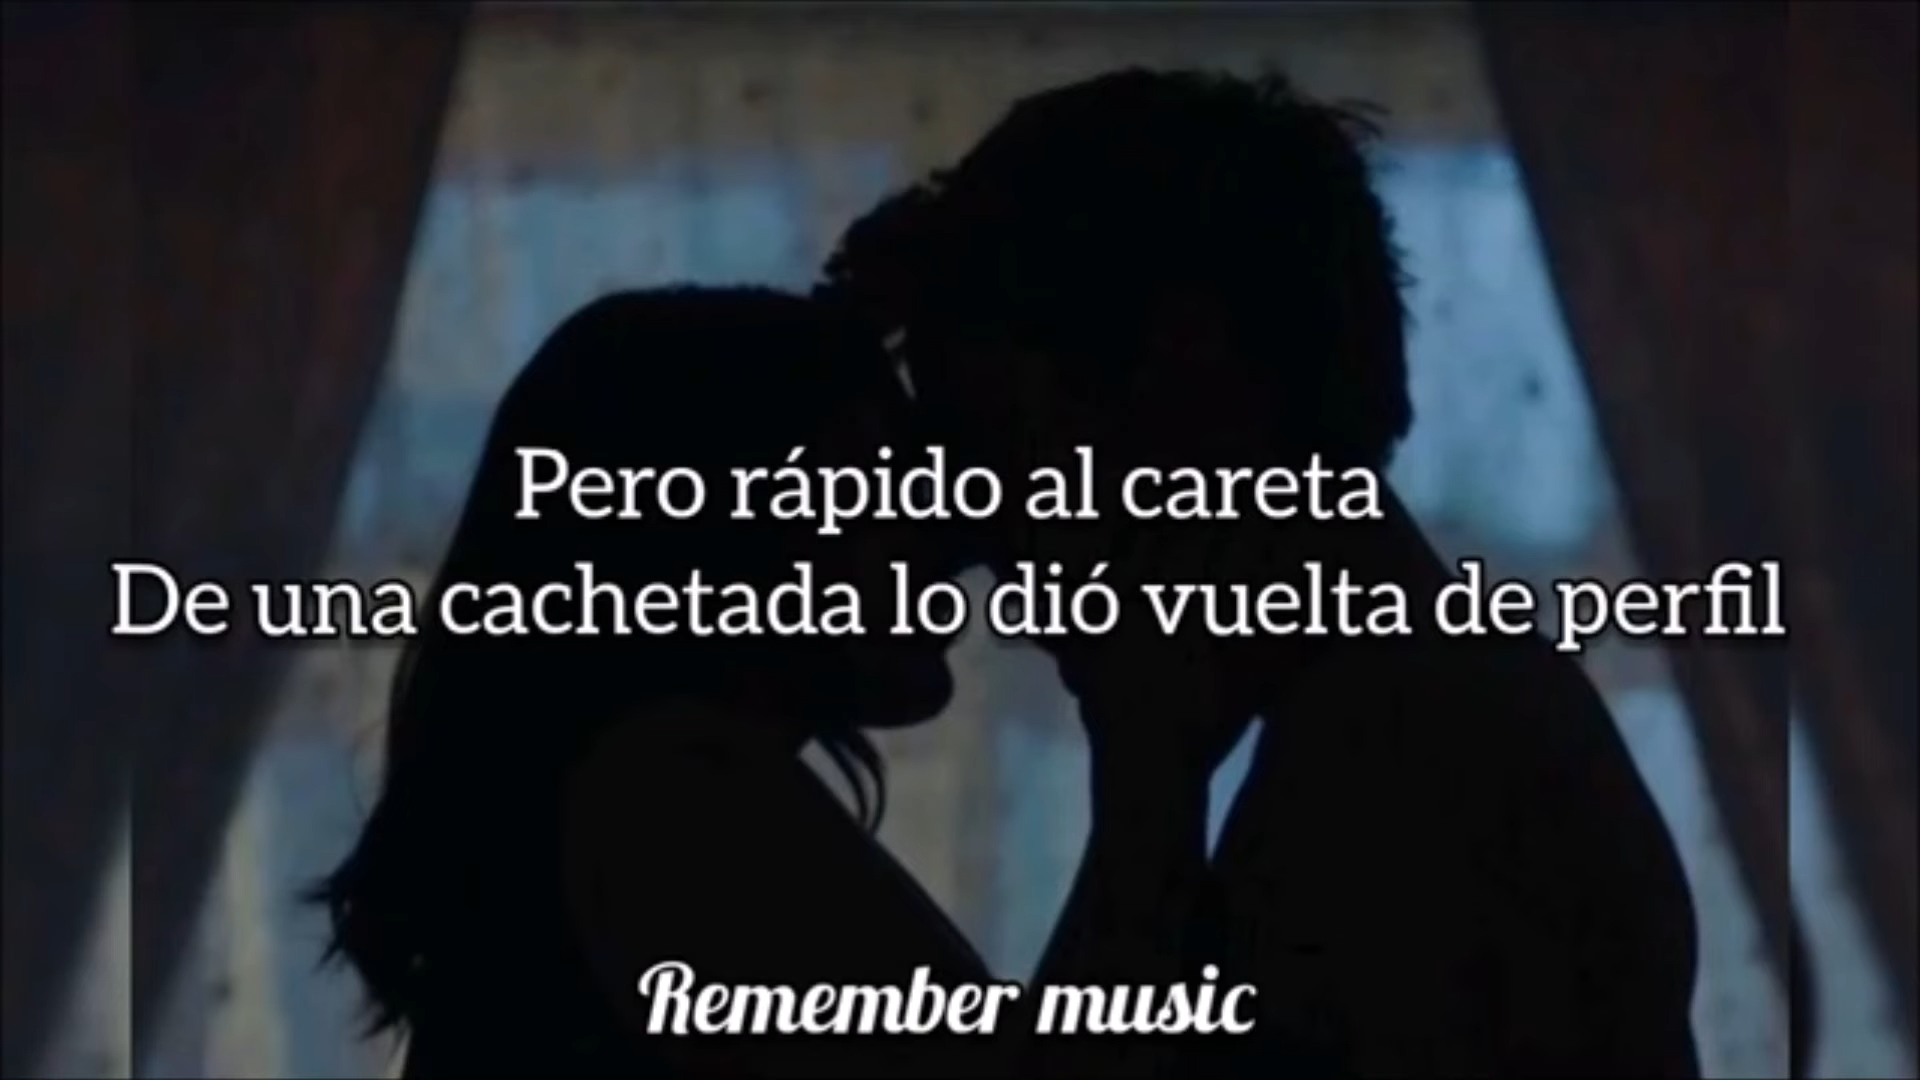 Pero rápido al careta
De una cachetada lo dió vuelta de perfil
Remember music